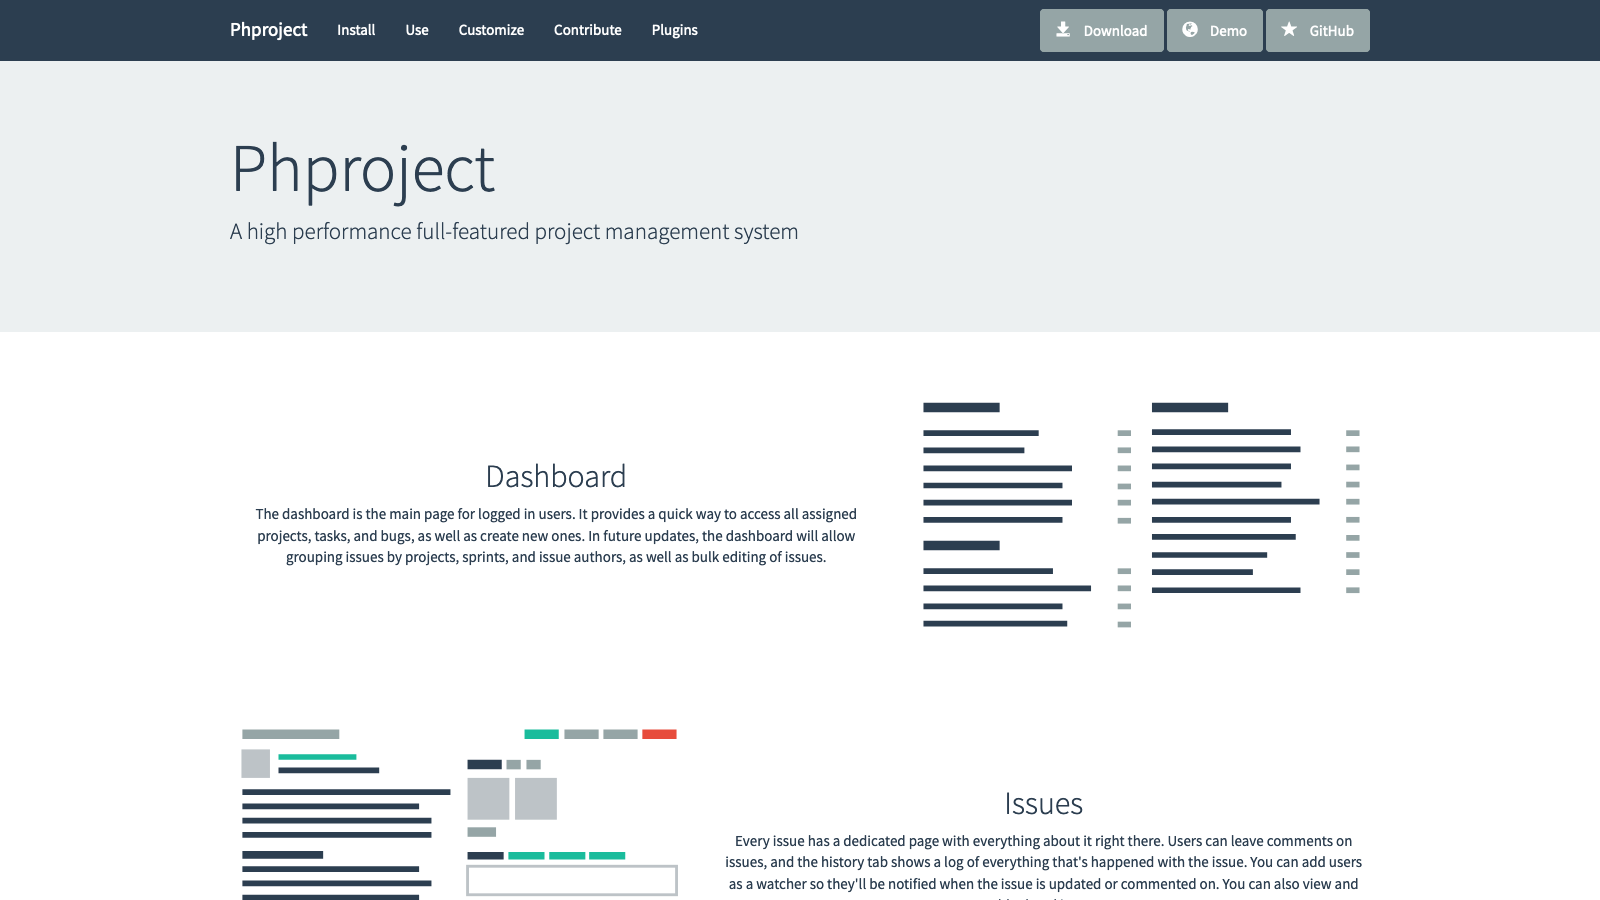 Phproject Install Use Customize Contribute Plugins Download Demo GitHub
Phproject
A high performance full-featured project management system
Dashboard
The dashboard is the main page for logged in users. It provides a quick way to access all assigned
projects, tasks, and bugs, as well as create new ones. In future updates, the dashboard will allow
grouping issues by projects, sprints, and issue authors, as well as bulk editing of issues.
Issues
Every issue has a dedicated page with everything about it right there. Users can leave comments on
issues, and the history tab shows a log of everything that's happened with the issue. You can add users
as a watcher so they'll be notified when the issue is updated or commented on. You can also view and